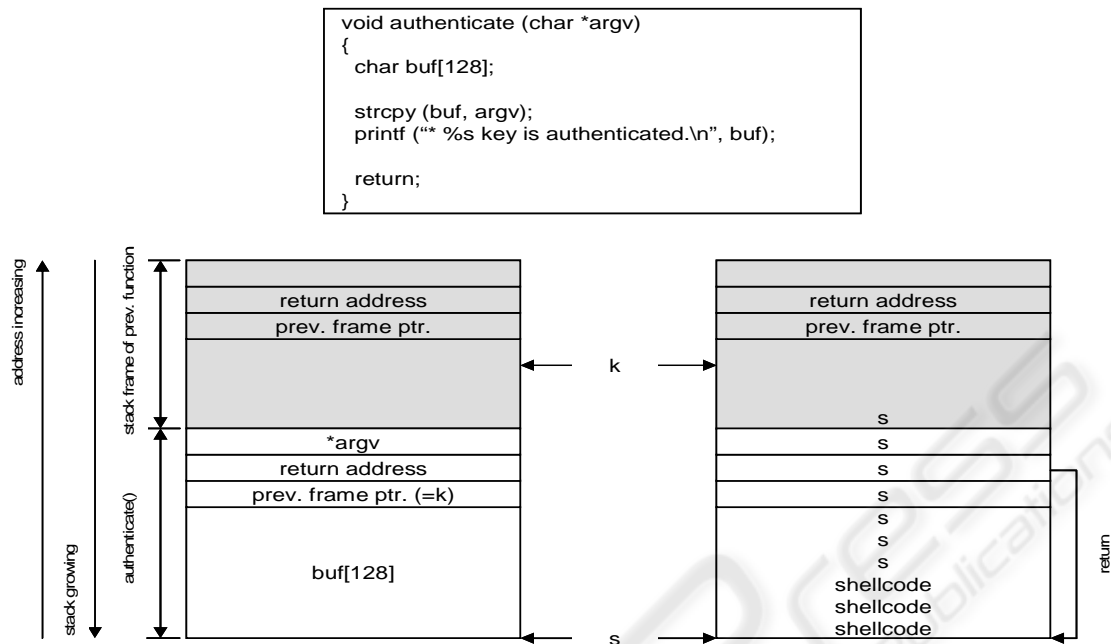 void authenticate (char *argv)
{
char buf[128];
strcpy (buf, argv);
printf (“* %s key is authenticated.\n”, buf);
return;
}
address increasing
stack growing
stack frame of prev. function
authenticate()
return address
prev. frame ptr.
*argv
return address
prev. frame ptr. (=k)
buf[128]
k
s
return address
prev. frame ptr.
s
s
s
s
s
s
s
shellcode
shellcode
shellcode
return